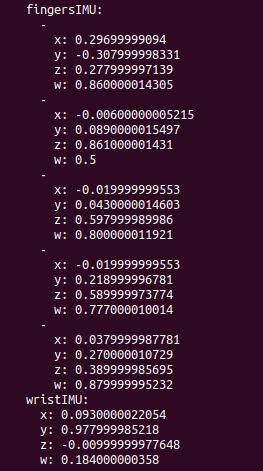 fingersIMU:
-
x: 0.29699999094
y: -0.307999998331
z: 0.277999997139
w: 0.860000014305
-
x: -0.00600000005215
y: 0.0890000015497
z: 0.861000001431
w: 0.5
-
x: -0.019999999553
y: 0.0430000014603
z: 0.597999989986
w: 0.800000011921
-
x: -0.019999999553
y: 0.218999996781
z: 0.589999973774
w: 0.777000010014
-
x: 0.0379999987781
y: 0.270000010729
z: 0.389999985695
w: 0.879999995232
wristIMU:
x: 0.0930000022054
y: 0.977999985218
z: -0.00999999977648
w: 0.184000000358